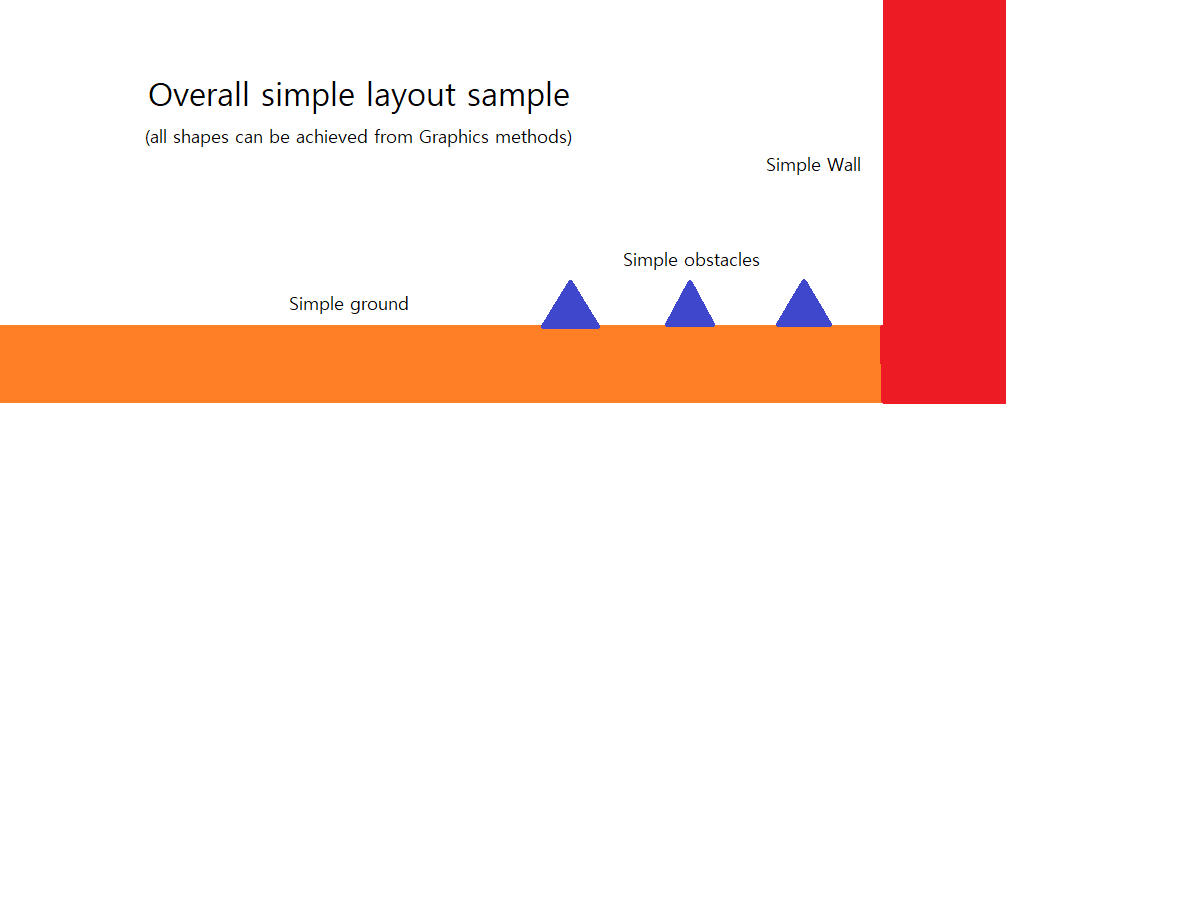 Overall simple layout sample
(all shapes can be achieved from Graphics methods)
Simple Wall
Simple obstacles
Simple ground